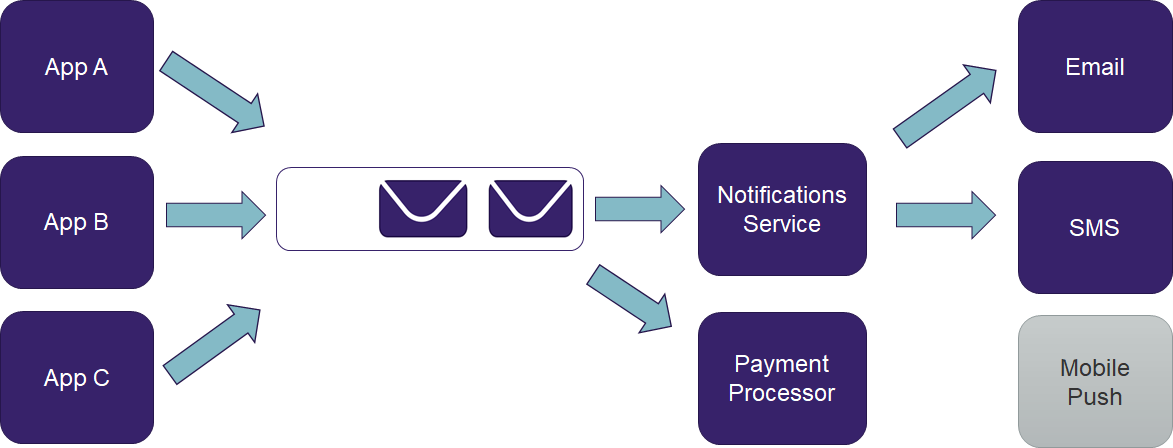 App A
App B
App C
Notifications
Service
Payment
Processor
Email
SMS
Mobile
Push